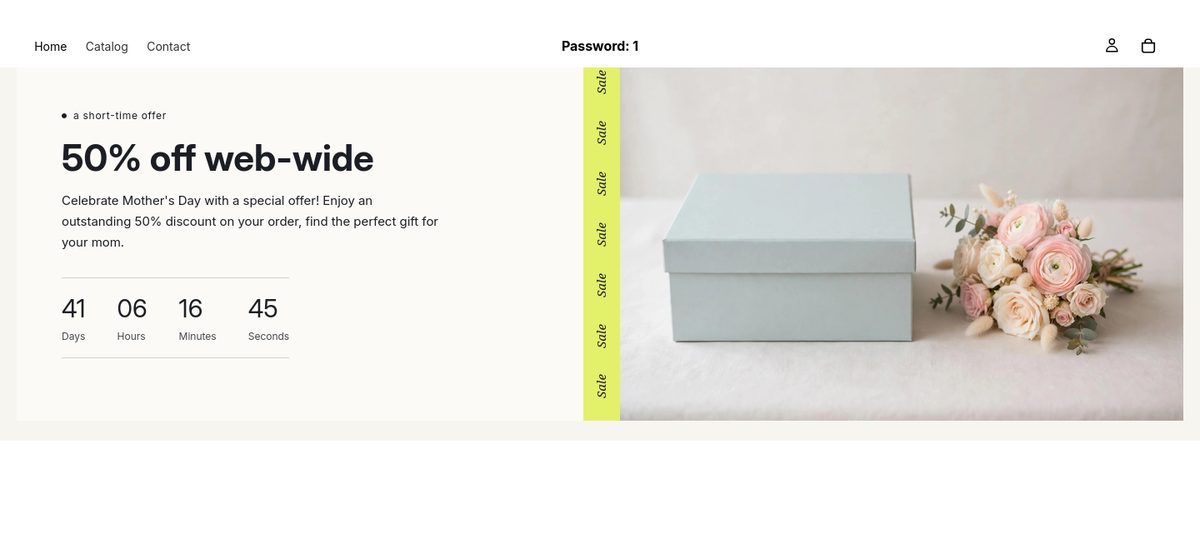 Home Catalog Contact Password: 1
a short-time offer
50% off web-wide
Celebrate Mother's Day with a special offer! Enjoy an
outstanding 50% discount on your order, find the perfect gift for
your mom.
41 06 16 45
Days Hours Minutes Seconds
Sale
Sale
Sale
Sale
Sale
Sale
Sale